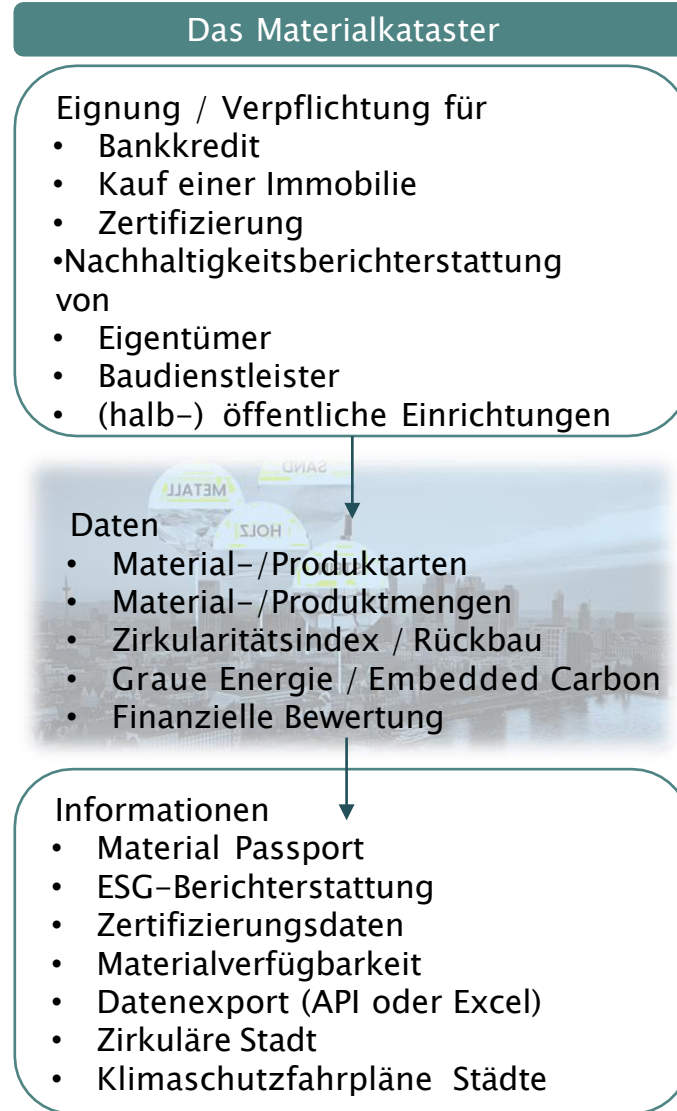 Das Materialkataster
Eignung / Verpflichtung für
• Bankkredit
• Kauf einer Immobilie
• Zertifizierung
•Nachhaltigkeitsberichterstattung
von
• Eigentümer
• Baudienstleister
• (halb-) öffentliche Einrichtungen
SAND
METALL
HOLZ
Daten
• Material-/Produktarten
• Material-/Produktmengen
• Zirkularitätsindex / Rückbau
• Graue Energie / Embedded Carbon
• Finanzielle Bewertung
Informationen
• Material Passport
• ESG-Berichterstattung
• Zertifizierungsdaten
• Materialverfügbarkeit
• Datenexport (API oder Excel)
• Zirkuläre Stadt
• Klimaschutzfahrpläne Städte